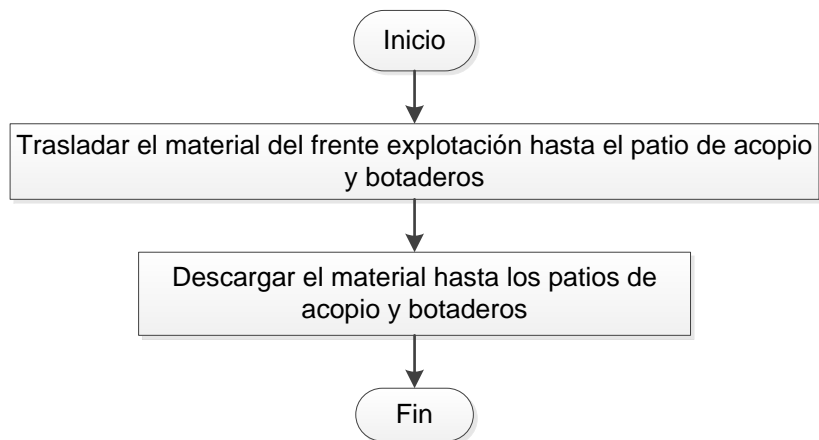 Inicio
Trasladar el material del frente explotación hasta el patio de acopio
y botaderos
Descargar el material hasta los patios de
acopio y botaderos
Fin